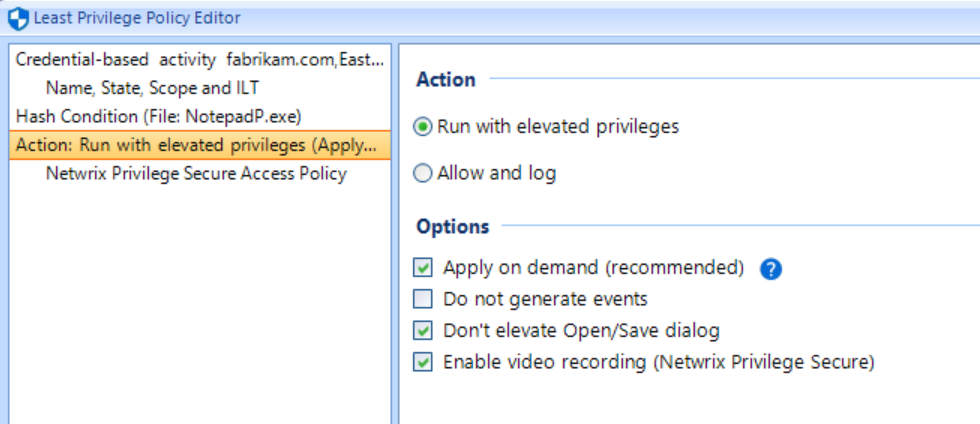 Least Privilege Policy Editor
Credential-based activity fabrikam.com,East...
Name, State, Scope and ILT
Hash Condition (File: NotepadP.exe)
Action: Run with elevated privileges (Apply...
Netwrix Privilege Secure Access Policy
Action
Run with elevated privileges
Allow and log
Options
Apply on demand (recommended) ?
Do not generate events
Don't elevate Open/Save dialog
Enable video recording (Netwrix Privilege Secure)